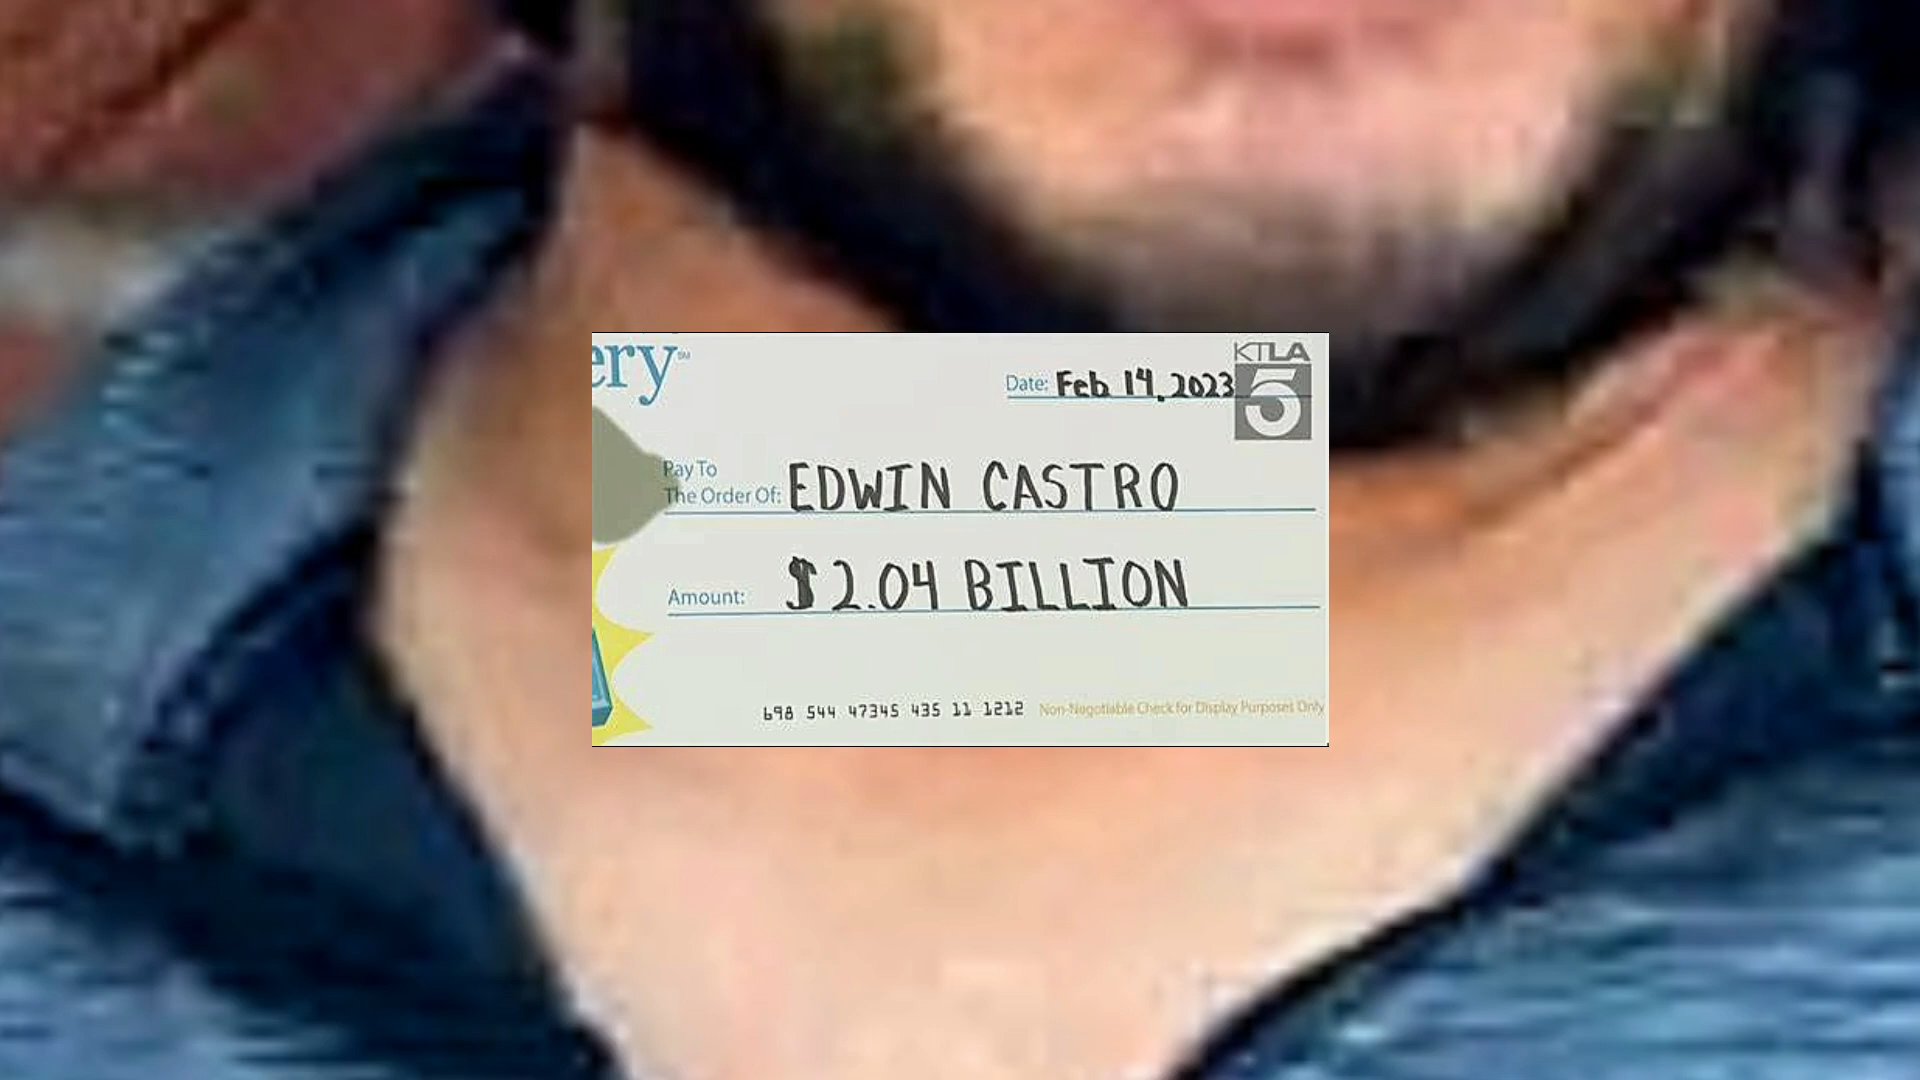 ery℠
KTLA
5
Date: Feb 14, 2023
Pay To
The Order Of: EDWIN CASTRO
Amount: $2.04 BILLION
698 544 47345 435 11 1212 Non-Negotiable Check for Display Purposes Only